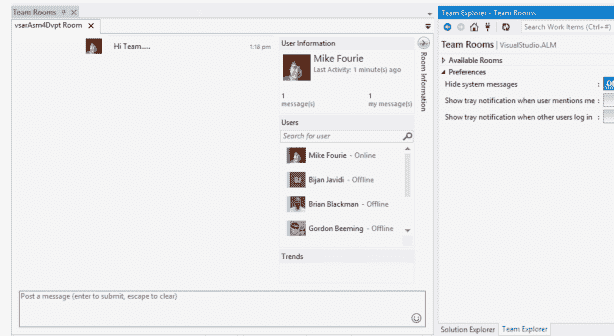 Team Rooms
vsarAsm4Dvpt Room X
Hi Team.....
1:18 pm
User Information
Mike Fourie
Last Activity: 1 minute(s) ago
1
message(s)
1
my message(s)
Users
Search for user
Mike Fourie - Online
Bijan Javidi - Offline
Brian Blackman - Offline
Gordon Beeming - Offline
Trends
Room Information
Post a message (enter to submit, escape to clear)
Team Explorer - Team Rooms
Search Work Items (Ctrl+#)
Team Rooms | VisualStudio.ALM
Available Rooms
Preferences
Hide system messages :
Show tray notification when user mentions me :
Show tray notification when other users log in :
Solution Explorer Team Explorer